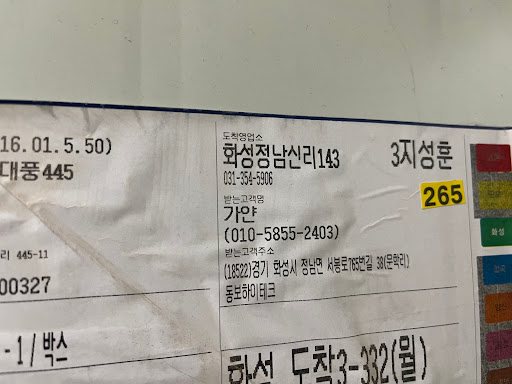 16.01.5.50)
대풍445
리 445-11
00327
-1/박스
도착영업소
화성정남신리143
3지성훈
031-354-5906
265
받는고객명
가얀
(010-5855-2403)
받는고객주소
(18522)경기 화성시 정남면 서봉로765번길 38(문학리)
동보하이테크
화성 도착3-332(월)
화성